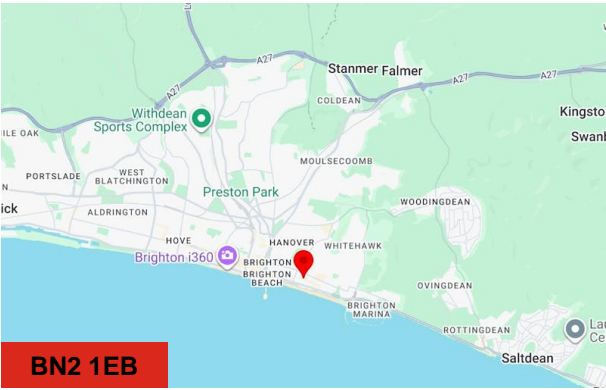 A27
Stanmer Falmer
A27
A27
A27
COLDEAN
Withdean
Sports Complex
Kingsto
Swanb
ILE OAK
MOULSECOOMB
PORTSLADE
WEST
BLATCHINGTON
Preston Park
WOODINGDEAN
ick
ALDRINGTON
HOVE
HANOVER
WHITEHAWK
Brighton i360
BRIGHTON
BRIGHTON
BEACH
OVINGDEAN
BRIGHTON
MARINA
ROTTINGDEAN
Lau
Ce
Saltdean
BN2 1EB